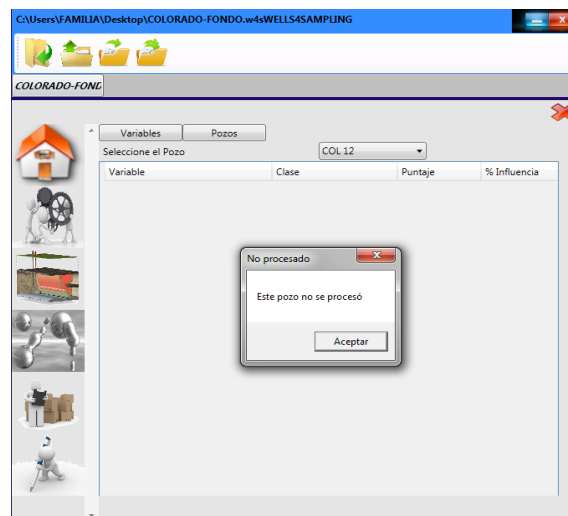 C:\Users\FAMILIA\Desktop\COLORADO-FONDO.w4sWELLS4SAMPLING
COLORADO-FOND
Variables Pozos
Seleccione el Pozo COL 12
Variable Clase Puntaje % Influencia
No procesado
Este pozo no se procesó
Aceptar